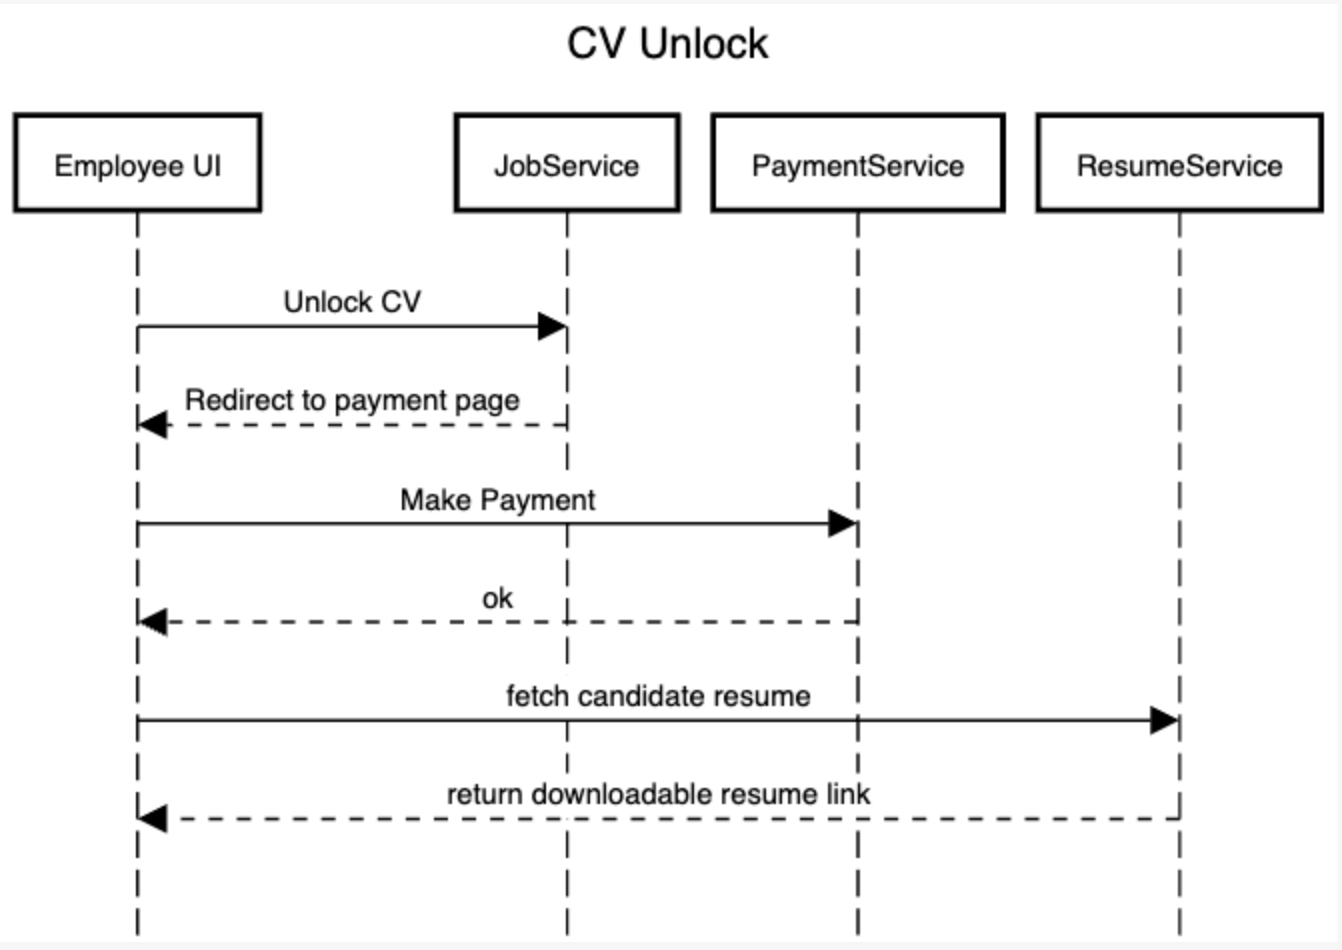 CV Unlock
Employee UI
JobService
PaymentService
ResumeService
Unlock CV
Redirect to payment page
Make Payment
ok
fetch candidate resume
return downloadable resume link